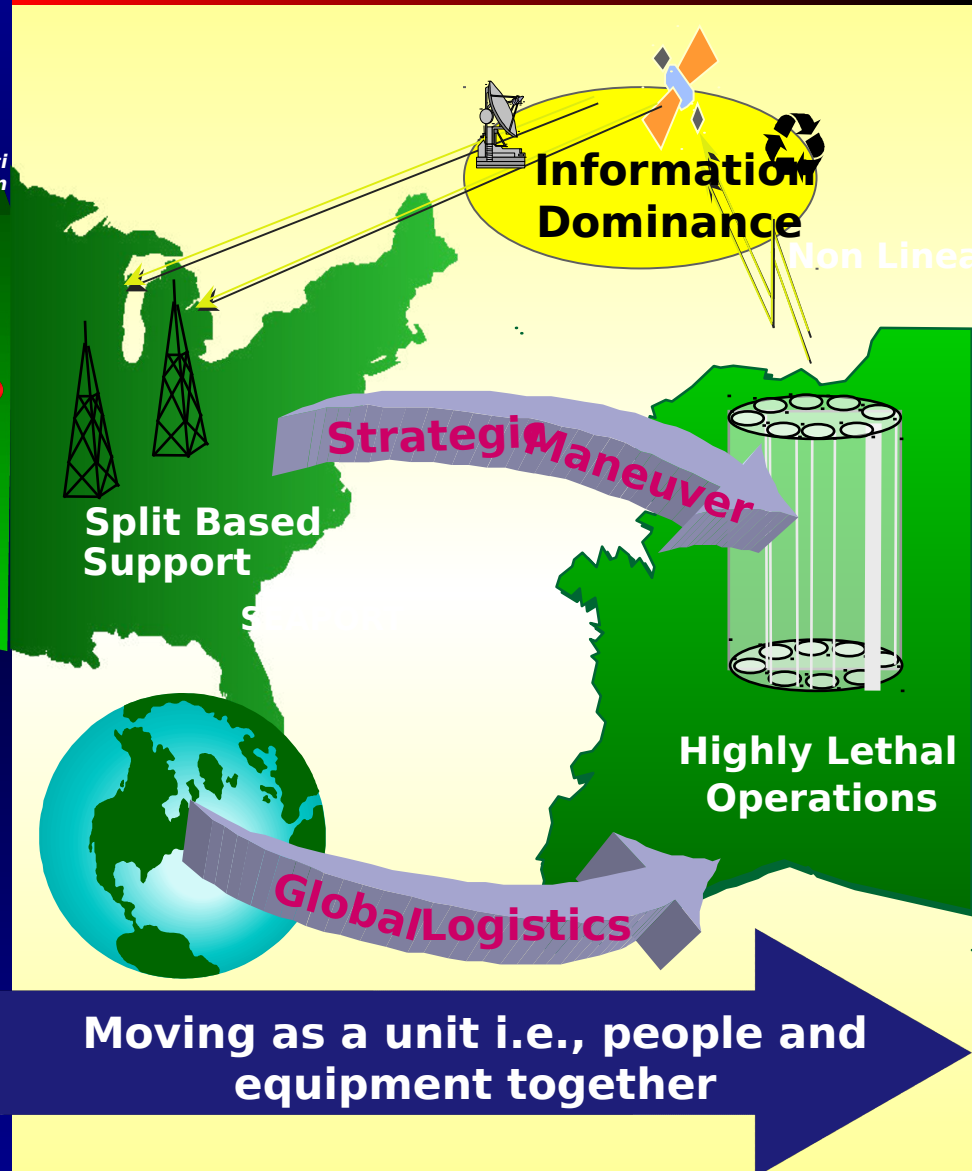 Information
Dominance
Non Linea
Strategic Maneuver
Split Based
Support
Highly Lethal
Operations
Global Logistics
Moving as a unit i.e., people and
equipment together